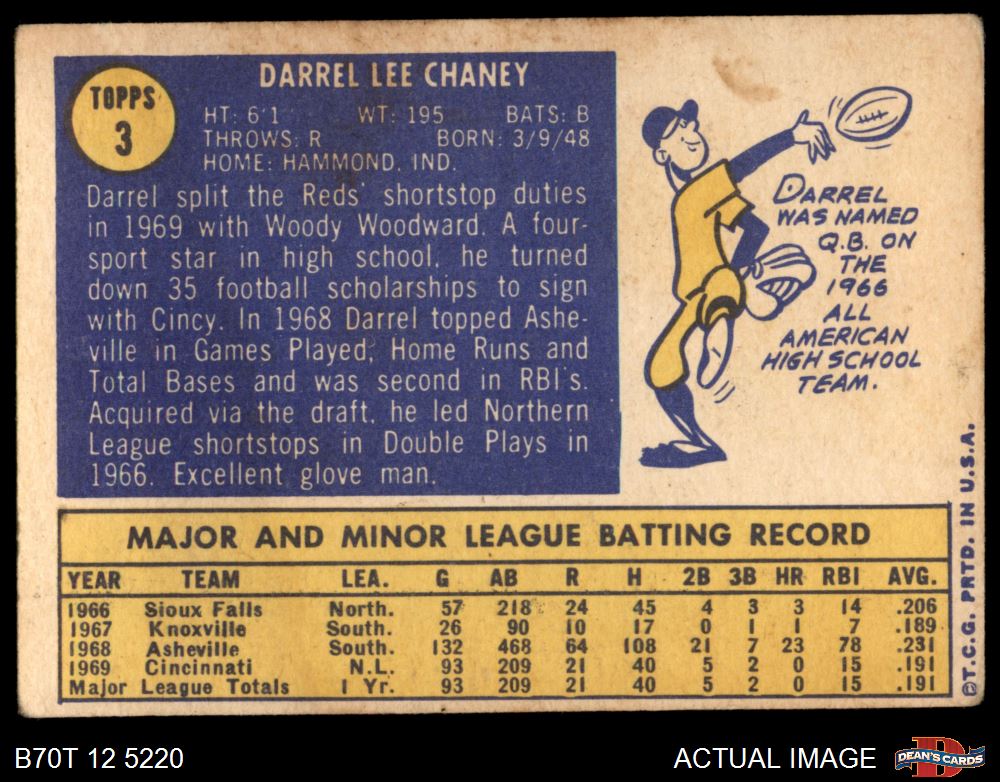 TOPPS
3
DARREL LEE CHANEY
HT: 6'1 WT: 195 BATS: B
THROWS: R BORN: 3/9/48
HOME: HAMMOND, IND.
Darrel split the Reds' shortstop duties
in 1969 with Woody Woodward. A four-
sport star in high school, he turned
down 35 football scholarships to sign
with Cincy. In 1968 Darrel topped Ashe-
ville in Games Played, Home Runs and
Total Bases and was second in RBI's.
Acquired via the draft, he led Northern
League shortstops in Double Plays in
1966. Excellent glove man.
DARREL
WAS NAMED
Q.B. ON
THE
1966
ALL
AMERICAN
HIGH SCHOOL
TEAM.
MAJOR AND MINOR LEAGUE BATTING RECORD
YEAR TEAM LEA. G AB R H 2B 3B HR RBI AVG.
1966 Sioux Falls North. 57 218 24 45 4 3 3 14 .206
1967 Knoxville South. 26 90 10 17 0 1 1 7 .189
1968 Asheville South. 132 468 64 108 21 7 23 78 .231
1969 Cincinnati N.L. 93 209 21 40 5 2 0 15 .191
Major League Totals 1 Yr. 93 209 21 40 5 2 0 15 .191
©T.C.G. PRTD. IN U.S.A.
B70T 12 5220
ACTUAL IMAGE
D
DEAN'S CARDS